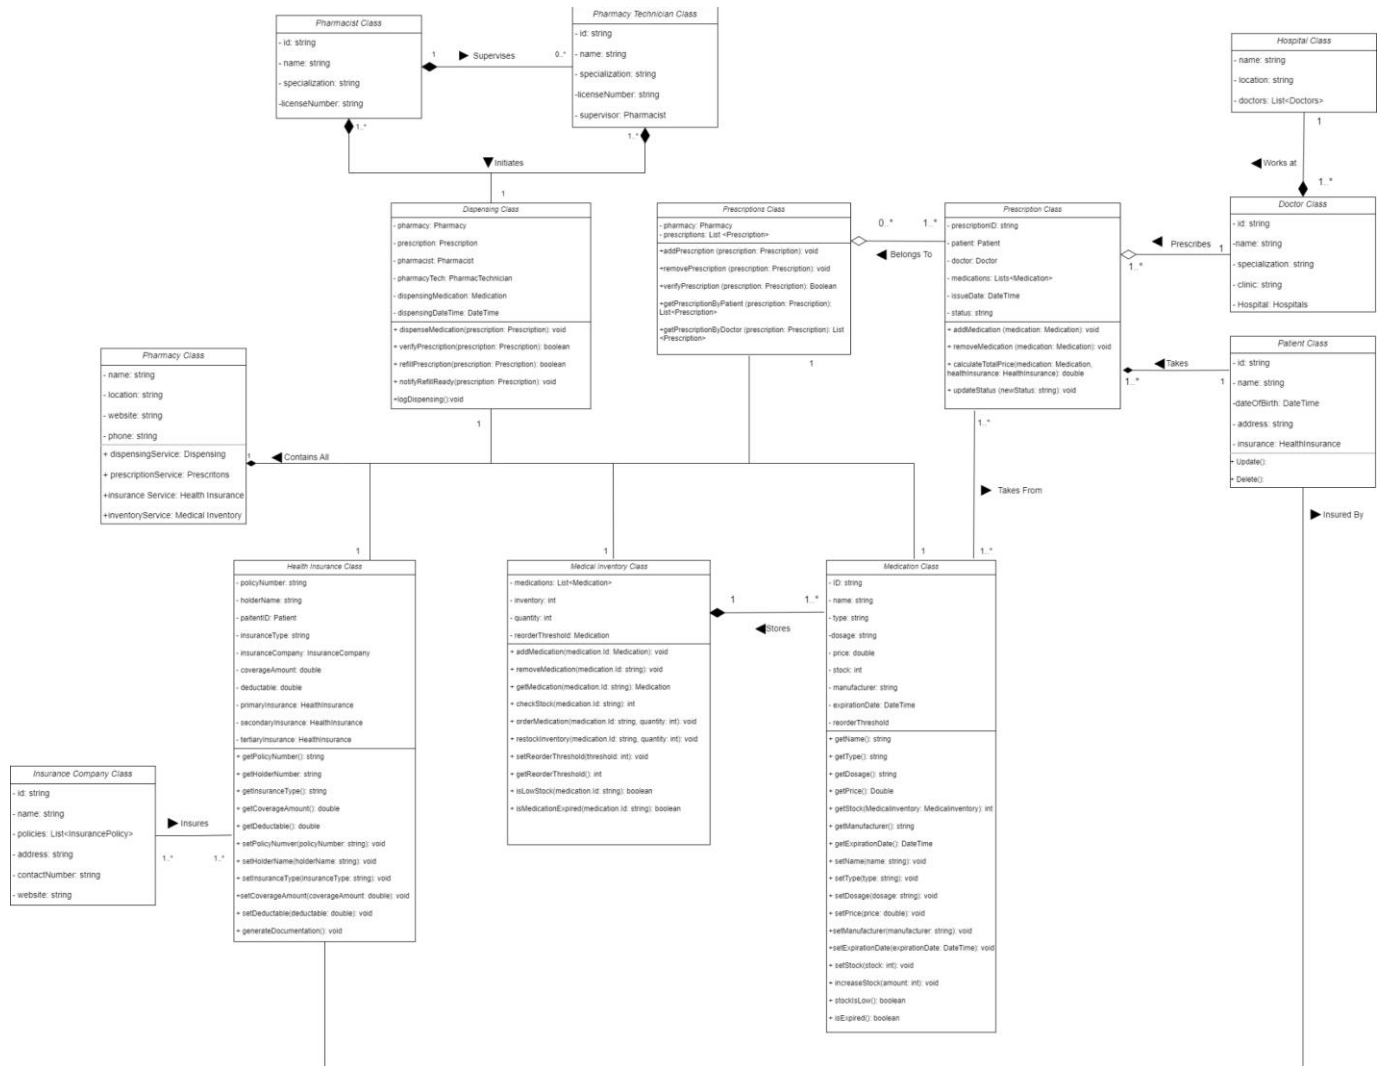 Pharmacist Class
- id: string
- name: string
- specialization: string
-licenseNumber: string
1
Supervises
0..*
Pharmacy Technician Class
- id: string
- name: string
- specialization: string
-licenseNumber: string
- supervisor: Pharmacist
1..*
1..*
Initiates
1
Hospital Class
- name: string
- location: string
- doctors: List<Doctors>
1
Works at
1..*
Doctor Class
- id: string
-name: string
- specialization: string
- clinic: string
- Hospital: Hospitals
Prescribes
1
1..*
Dispensing Class
- pharmacy: Pharmacy
- prescription: Prescription
- pharmacist: Pharmacist
- pharmacyTech: PharmacTechnician
- dispensingMedication: Medication
- dispensingDateTime: DateTime
+ dispenseMedication(prescription: Prescription): void
+ verifyPrescription(prescription: Prescription): boolean
+ refillPrescription(prescription: Prescription): boolean
+ notifyRefillReady(prescription: Prescription): void
+logDispensing():void
1
Prescriptions Class
- pharmacy: Pharmacy
- prescriptions: List <Prescription>
+addPrescription (prescription: Prescription): void
+removePrescription (prescription: Prescription): void
+verifyPrescription (prescription: Prescription): Boolean
+getPrescriptionByPatient (prescription: Prescription):
List<Prescription>
+getPrescriptionByDoctor (prescription: Prescription): List
<Prescription>
1
0..*
1..*
Belongs To
Prescription Class
- prescriptionID: string
- patient: Patient
- doctor: Doctor
- medications: Lists<Medication>
- issueDate: DateTIme
- status: string
+ addMedication (medication: Medication): void
+ removeMedication (medication: Medication): void
+ calculateTotalPrice(medication: Medication,
healthInsurance: HealthInsurance): double
+ updateStatus (newStatus: string): void
1..*
Takes From
1..*
Takes
1..*
1
Patient Class
- id: string
- name: string
-dateOfBirth: DateTime
- address: string
- insurance: HealthInsurance
+ Update():
+ Delete():
Insured By
Pharmacy Class
- name: string
- location: string
- website: string
- phone: string
+ dispensingService: Dispensing
+ prescriptionService: Prescritons
+insurance Service: Health Insurance
+inventoryService: Medical Inventory
1
Contains All
1
1
1
Health Insurance Class
- policyNumber: string
- holderName: string
- paitentID: Patient
- insuranceType: string
- insuranceCompany: InsuranceCompany
- coverageAmount: double
- deductable: double
- primaryInsurance: HealthInsurance
- secondaryInsurance: HealthInsurance
- tertiaryInsurance: HealthInsurance
+ getPolicyNumber(): string
+ getHolderNumber: string
+ getInsuranceType(): string
+ getCoverageAmount(): double
+ getDeductable(): double
+ setPolicyNumver(policyNumber: string): void
+ setHolderName(holderName: string): void
+ setInsuranceType(insuranceType: string): void
+setCoverageAmount(coverageAmount: double): void
+ setDeductable(deductable: double): void
+ generateDocumentation(): void
Medical Inventory Class
- medications: List<Medication>
- inventory: int
- quantity: int
- reorderThreshold: Medication
+ addMedication(medication.Id: Medication): void
+ removeMedication(medication.Id: string): void
+ getMedication(medication.Id: string): Medication
+ checkStock(medication.Id: string): int
+ orderMedication(medication.Id: string, quantity: int): void
+ restockInventory(medication.Id: string, quantity: int): void
+ setReorderThreshold(threshold: int): void
+ getReorderThreshold(): int
+ isLowStock(medication.Id: string): boolean
+ isMedicationExpired(medication.Id: string): boolean
1
1..*
Stores
Medication Class
- ID: string
- name: string
- type: string
-dosage: string
- price: double
- stock: int
- manufacturer: string
- expirationDate: DateTime
- reorderThreshold
+ getName(): string
+ getType(): string
+ getDosage(): string
+ getPrice(): Double
+ getStock(MedicalInventory: MedicalInventory): int
+ getManufacturer(): string
+ getExpirationDate(): DateTime
+ setName(name: string): void
+ setType(type: string): void
+ setDosage(dosage: string): void
+ setPrice(price: double): void
+setManufacturer(manufacturer: string): void
+setExpirationDate(expirationDate: DateTime): void
+ setStock(stock: int): void
+ increaseStock(amount: int): void
+ stockIsLow(): boolean
+ isExpired(): boolean
Insurance Company Class
- id: string
- name: string
- policies: List<InsurancePolicy>
- address: string
- contactNumber: string
- website: string
Insures
1..*
1..*